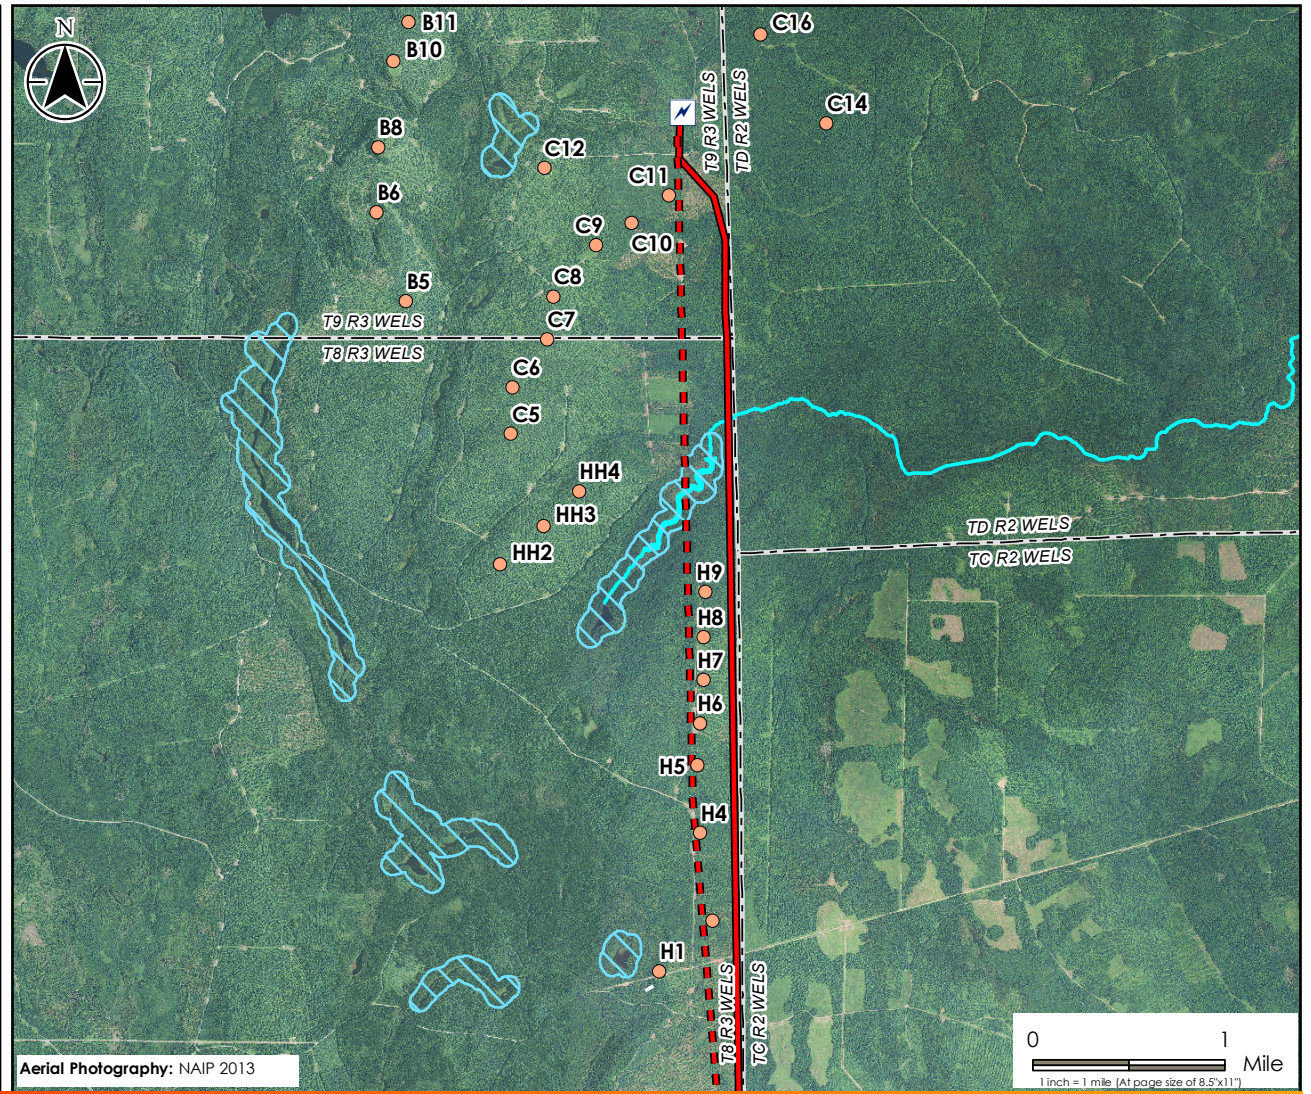 N
B11
B10
C16
C14
B8
C12
T9 R3 WELS
TD R2 WELS
B6
C11
C9
C10
B5
C8
T9 R3 WELS
C7
T8 R3 WELS
C6
C5
HH4
HH3
HH2
TD R2 WELS
TC R2 WELS
H9
H8
H7
H6
H5
H4
H1
T8 R3 WELS
TC R2 WELS
0 1
Mile
1 inch = 1 mile (At page size of 8.5"x11")
Aerial Photography: NAIP 2013